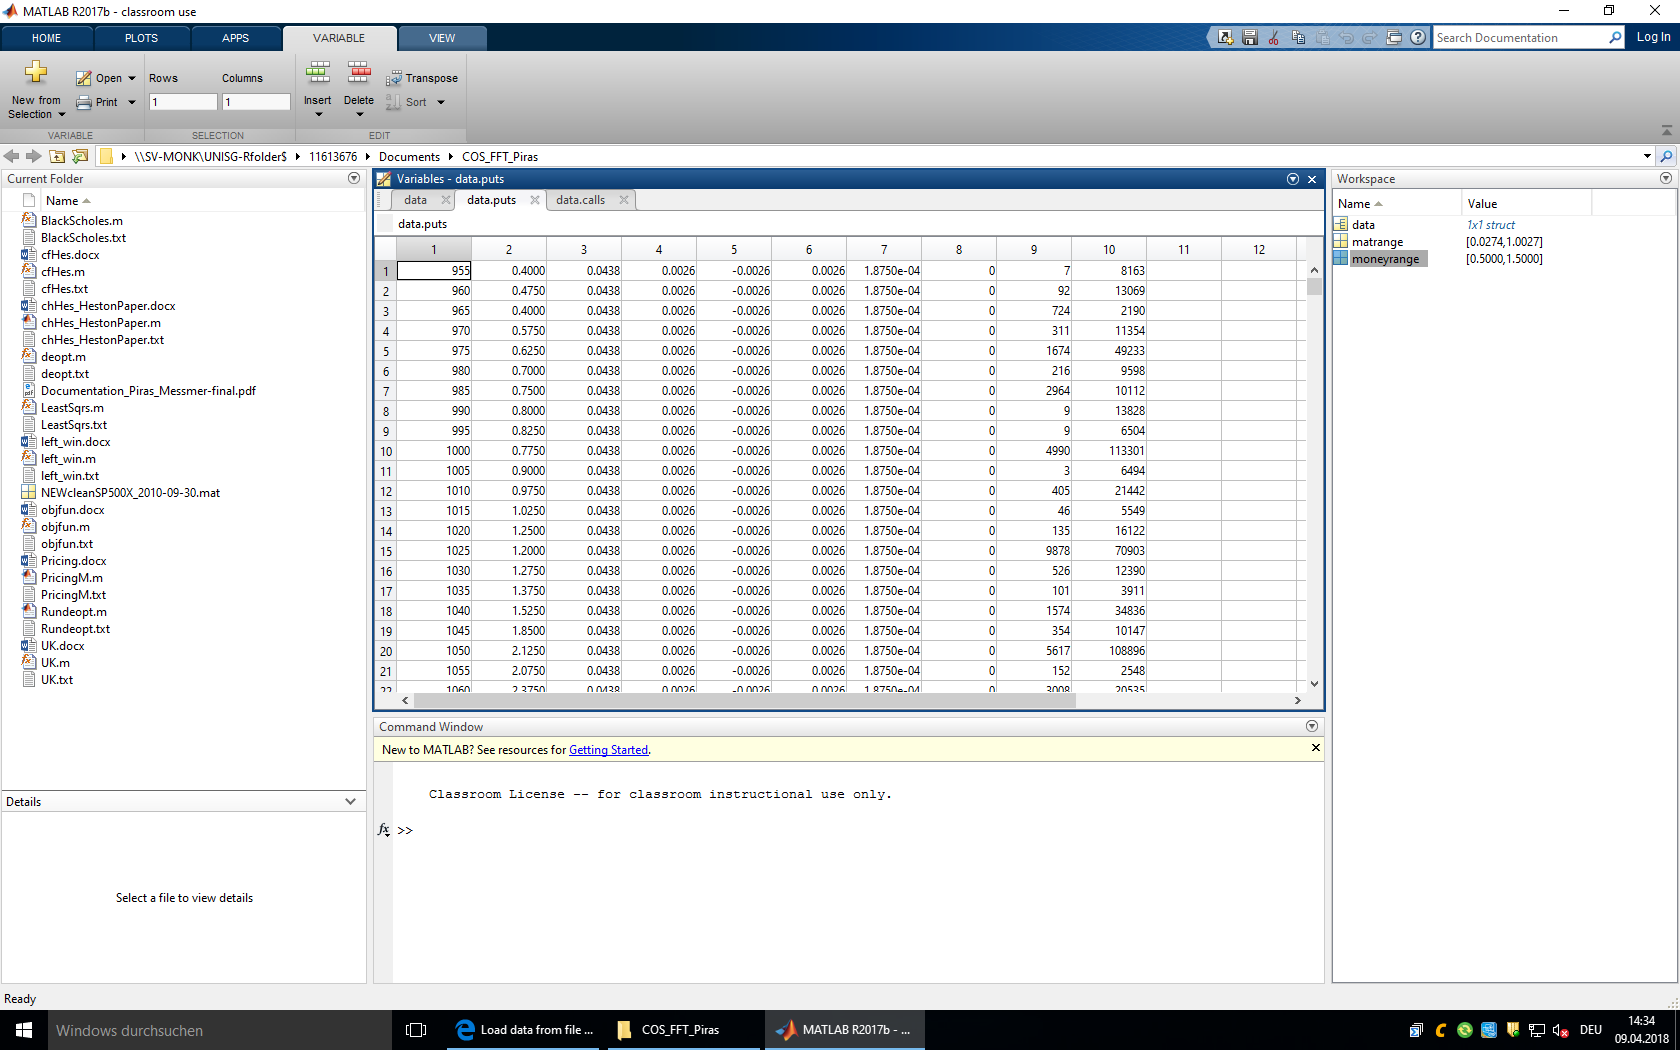 MATLAB R2017b - classroom use
HOME PLOTS APPS VARIABLE VIEW
Search Documentation
Log In
New from Selection
Open
Print
Rows Columns
1 1
Insert
Delete
Transpose
Sort
VARIABLE SELECTION EDIT
\\SV-MONK\UNISG-Rfolder$ 11613676 Documents COS_FFT_Piras
Current Folder
Name
BlackScholes.m
BlackScholes.txt
cfHes.docx
cfHes.m
cfHes.txt
chHes_HestonPaper.docx
chHes_HestonPaper.m
chHes_HestonPaper.txt
deopt.m
deopt.txt
Documentation_Piras_Messmer-final.pdf
LeastSqrs.m
LeastSqrs.txt
left_win.docx
left_win.m
left_win.txt
NEWcleanSP500X_2010-09-30.mat
objfun.docx
objfun.m
objfun.txt
Pricing.docx
PricingM.m
PricingM.txt
Rundeopt.m
Rundeopt.txt
UK.docx
UK.m
UK.txt
Details
Select a file to view details
Variables - data.puts
data data.puts data.calls
data.puts
1 2 3 4 5 6 7 8 9 10 11 12
1 955 0.4000 0.0438 0.0026 -0.0026 0.0026 1.8750e-04 0 7 8163
2 960 0.4750 0.0438 0.0026 -0.0026 0.0026 1.8750e-04 0 92 13069
3 965 0.4000 0.0438 0.0026 -0.0026 0.0026 1.8750e-04 0 724 2190
4 970 0.5750 0.0438 0.0026 -0.0026 0.0026 1.8750e-04 0 311 11354
5 975 0.6250 0.0438 0.0026 -0.0026 0.0026 1.8750e-04 0 1674 49233
6 980 0.7000 0.0438 0.0026 -0.0026 0.0026 1.8750e-04 0 216 9598
7 985 0.7500 0.0438 0.0026 -0.0026 0.0026 1.8750e-04 0 2964 10112
8 990 0.8000 0.0438 0.0026 -0.0026 0.0026 1.8750e-04 0 9 13828
9 995 0.8250 0.0438 0.0026 -0.0026 0.0026 1.8750e-04 0 9 6504
10 1000 0.7750 0.0438 0.0026 -0.0026 0.0026 1.8750e-04 0 4990 113301
11 1005 0.9000 0.0438 0.0026 -0.0026 0.0026 1.8750e-04 0 3 6494
12 1010 0.9750 0.0438 0.0026 -0.0026 0.0026 1.8750e-04 0 405 21442
13 1015 1.0250 0.0438 0.0026 -0.0026 0.0026 1.8750e-04 0 46 5549
14 1020 1.2500 0.0438 0.0026 -0.0026 0.0026 1.8750e-04 0 135 16122
15 1025 1.2000 0.0438 0.0026 -0.0026 0.0026 1.8750e-04 0 9878 70903
16 1030 1.2750 0.0438 0.0026 -0.0026 0.0026 1.8750e-04 0 526 12390
17 1035 1.3750 0.0438 0.0026 -0.0026 0.0026 1.8750e-04 0 101 3911
18 1040 1.5250 0.0438 0.0026 -0.0026 0.0026 1.8750e-04 0 1574 34836
19 1045 1.8500 0.0438 0.0026 -0.0026 0.0026 1.8750e-04 0 354 10147
20 1050 2.1250 0.0438 0.0026 -0.0026 0.0026 1.8750e-04 0 5617 108896
21 1055 2.0750 0.0438 0.0026 -0.0026 0.0026 1.8750e-04 0 152 2548
22 1060 2.3750 0.0438 0.0026 -0.0026 0.0026 1.8750e-04 0 3008 20535
Command Window
New to MATLAB? See resources for Getting Started.
Classroom License -- for classroom instructional use only.
fx >>
Workspace
Name Value
data 1x1 struct
matrange [0.0274,1.0027]
moneyrange [0.5000,1.5000]
Ready
Windows durchsuchen
Load data from file ...
COS_FFT_Piras
MATLAB R2017b - ...
DEU
14:34
09.04.2018